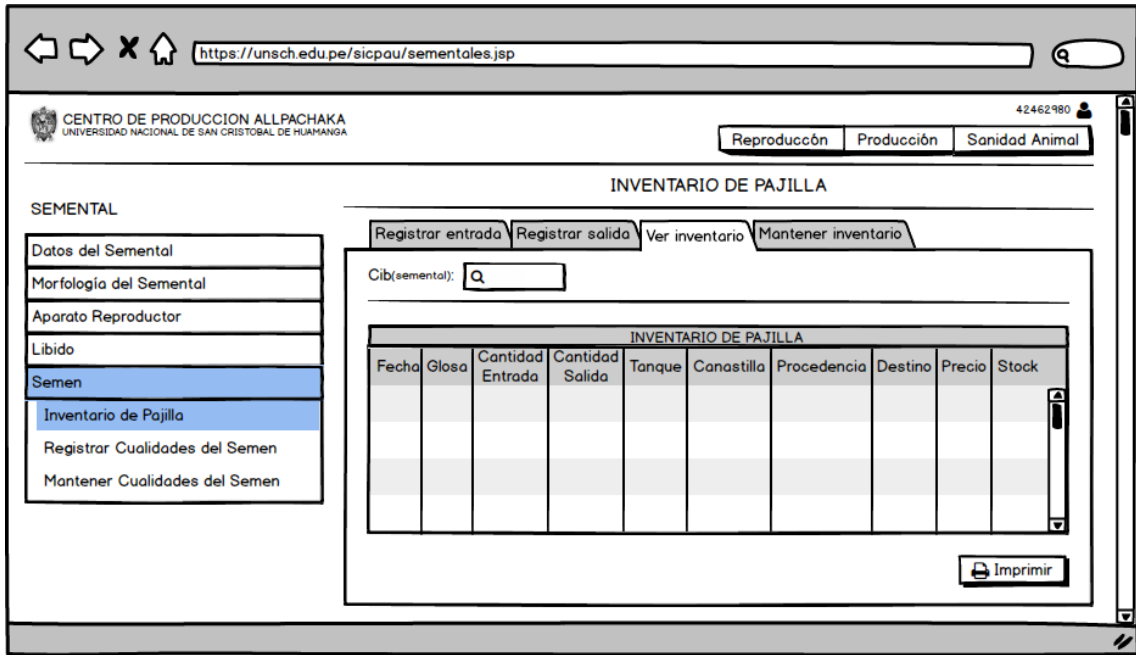 https://unsch.edu.pe/sicpau/sementales.jsp
CENTRO DE PRODUCCION ALLPACHAKA
UNIVERSIDAD NACIONAL DE SAN CRISTOBAL DE HUAMANGA
42462980
Reproduccón Producción Sanidad Animal
INVENTARIO DE PAJILLA
SEMENTAL
Datos del Semental
Morfología del Semental
Aparato Reproductor
Libido
Semen
Inventario de Pajilla
Registrar Cualidades del Semen
Mantener Cualidades del Semen
Registrar entrada Registrar salida Ver inventario Mantener inventario
Cib(semental):
INVENTARIO DE PAJILLA
Fecha Glosa Cantidad Entrada Cantidad Salida Tanque Canastilla Procedencia Destino Precio Stock
Imprimir